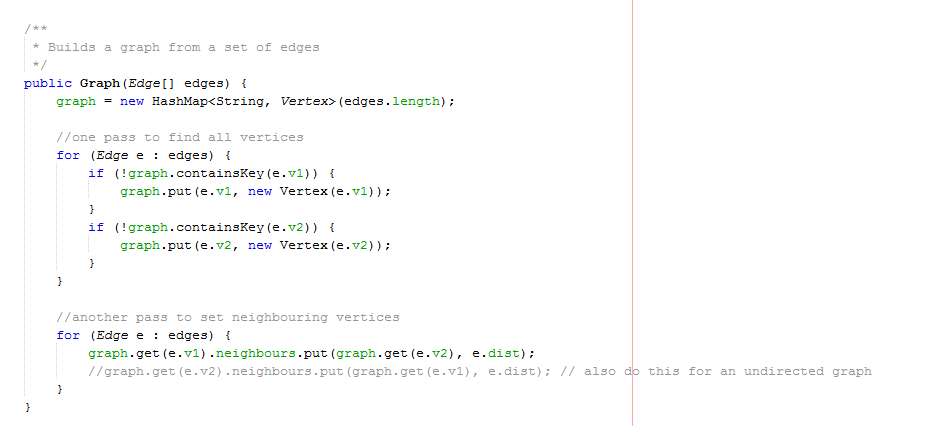 /**
 * Builds a graph from a set of edges
 */
public Graph(Edge[] edges) {
    graph = new HashMap<String, Vertex>(edges.length);

    //one pass to find all vertices
    for (Edge e : edges) {
        if (!graph.containsKey(e.v1)) {
            graph.put(e.v1, new Vertex(e.v1));
        }
        if (!graph.containsKey(e.v2)) {
            graph.put(e.v2, new Vertex(e.v2));
        }
    }

    //another pass to set neighbouring vertices
    for (Edge e : edges) {
        graph.get(e.v1).neighbours.put(graph.get(e.v2), e.dist);
        //graph.get(e.v2).neighbours.put(graph.get(e.v1), e.dist); // also do this for an undirected graph
    }
}